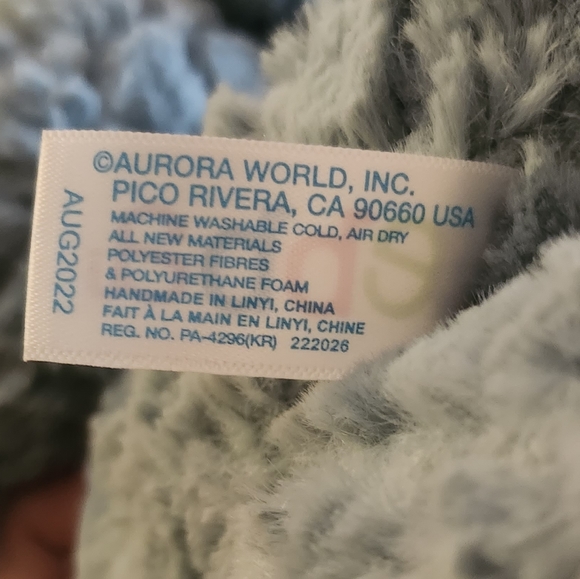 ©AURORA WORLD, INC.
PICO RIVERA, CA 90660 USA
MACHINE WASHABLE COLD, AIR DRY
ALL NEW MATERIALS
POLYESTER FIBRES
& POLYURETHANE FOAM
HANDMADE IN LINYI, CHINA
FAIT À LA MAIN EN LINYI, CHINE
REG. NO. PA-4296(KR) 222026
AUG2022